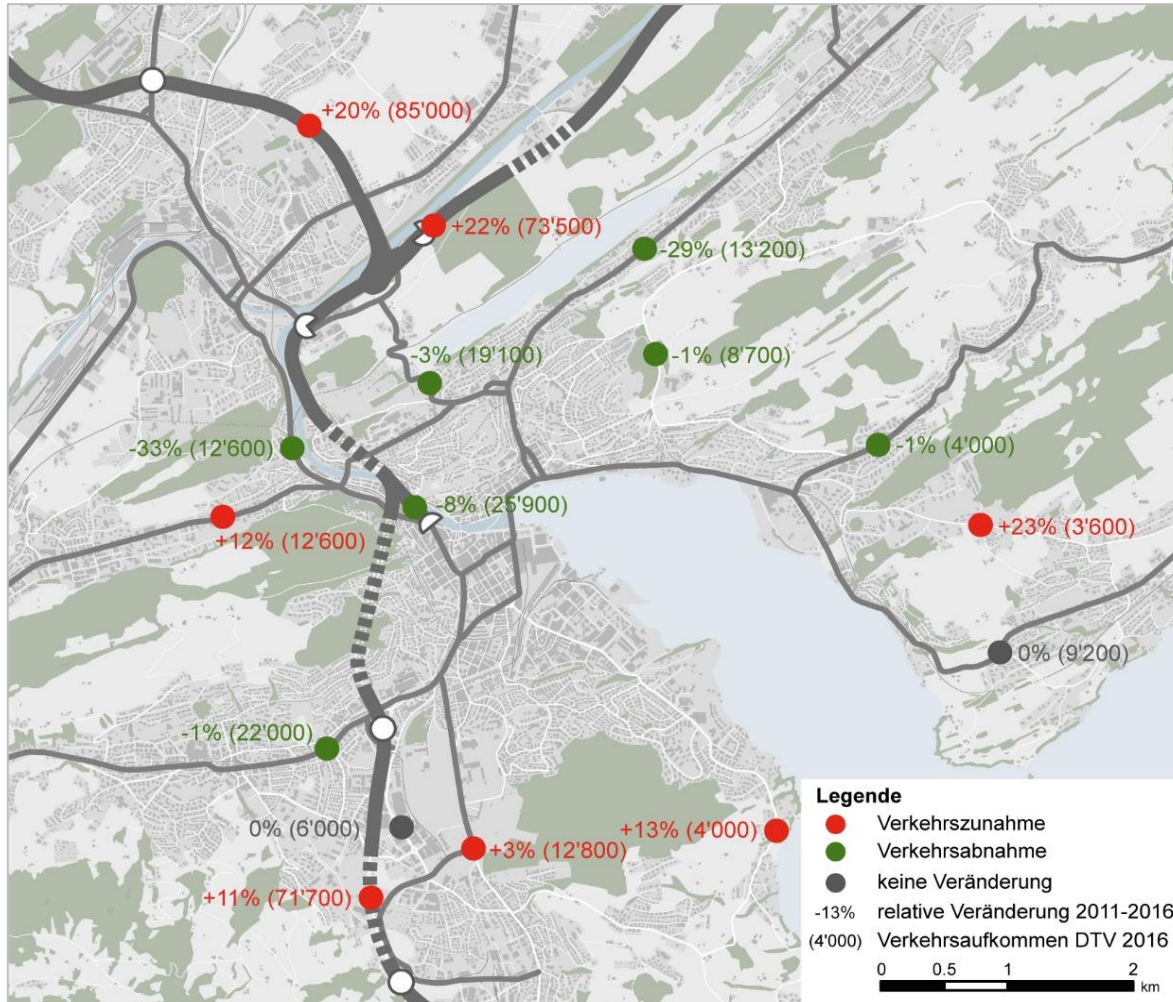 +20% (85'000)
+22% (73'500)
-29% (13'200)
-3% (19'100)
-1% (8'700)
-33% (12'600)
-1% (4'000)
-8% (25'900)
+12% (12'600)
+23% (3'600)
0% (9'200)
-1% (22'000)
0% (6'000)
+13% (4'000)
+3% (12'800)
+11% (71'700)
Legende
Verkehrszunahme
Verkehrsabnahme
keine Veränderung
-13% relative Veränderung 2011-2016
(4'000) Verkehrsaufkommen DTV 2016
0 0.5 1 2
km